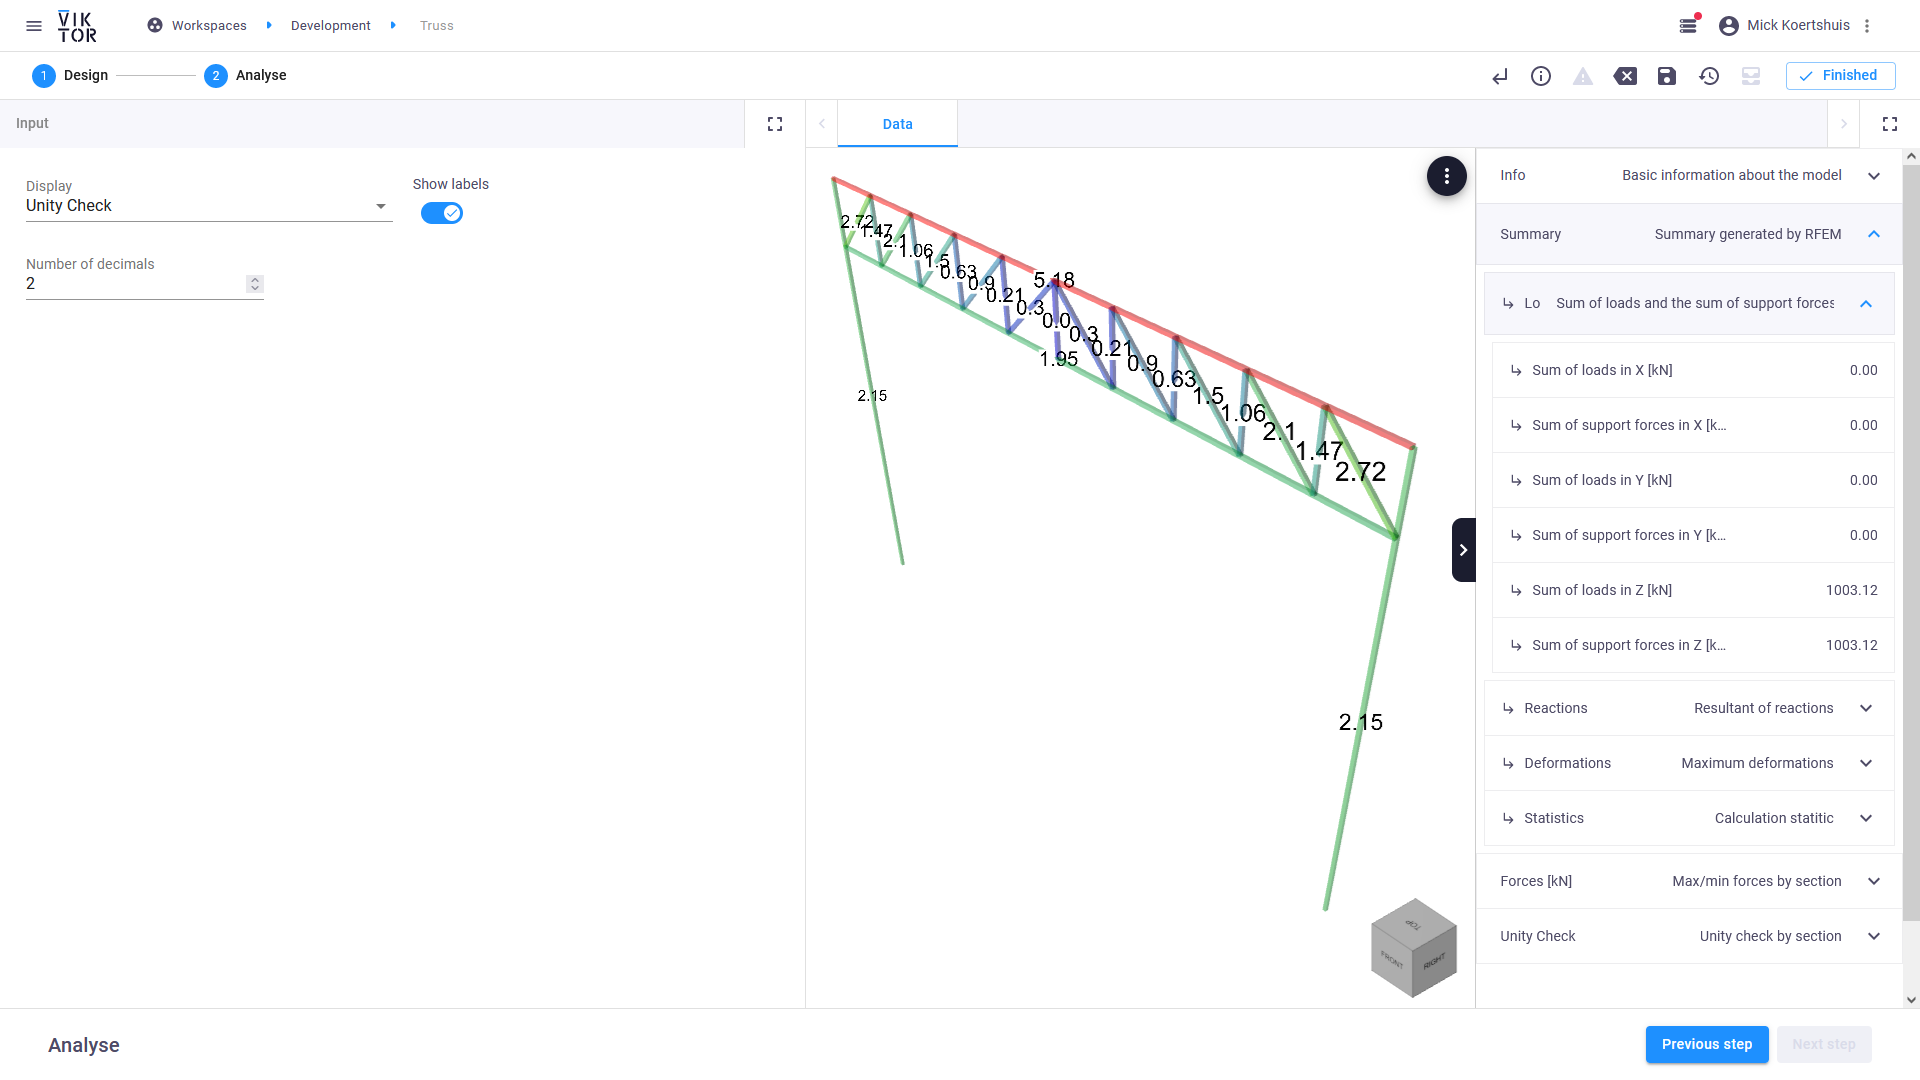 VIKTOR
Workspaces
Development
Truss
Mick Koertshuis
1 Design
2 Analyse
Finished
Input
Data
Display
Unity Check
Show labels
Number of decimals
2
2.72
1.47
2.1
1.06
1.5
0.63
0.9
0.21
0.3
5.18
0.0
0.3
1.95
0.21
0.9
0.63
1.5
1.06
2.1
1.47
2.72
2.15
2.15
TOP
FRONT
RIGHT
Info Basic information about the model
Summary Summary generated by RFEM
Lo Sum of loads and the sum of support forces
Sum of loads in X [kN] 0.00
Sum of support forces in X [k... 0.00
Sum of loads in Y [kN] 0.00
Sum of support forces in Y [k... 0.00
Sum of loads in Z [kN] 1003.12
Sum of support forces in Z [k... 1003.12
Reactions Resultant of reactions
Deformations Maximum deformations
Statistics Calculation statitic
Forces [kN] Max/min forces by section
Unity Check Unity check by section
Analyse
Previous step
Next step